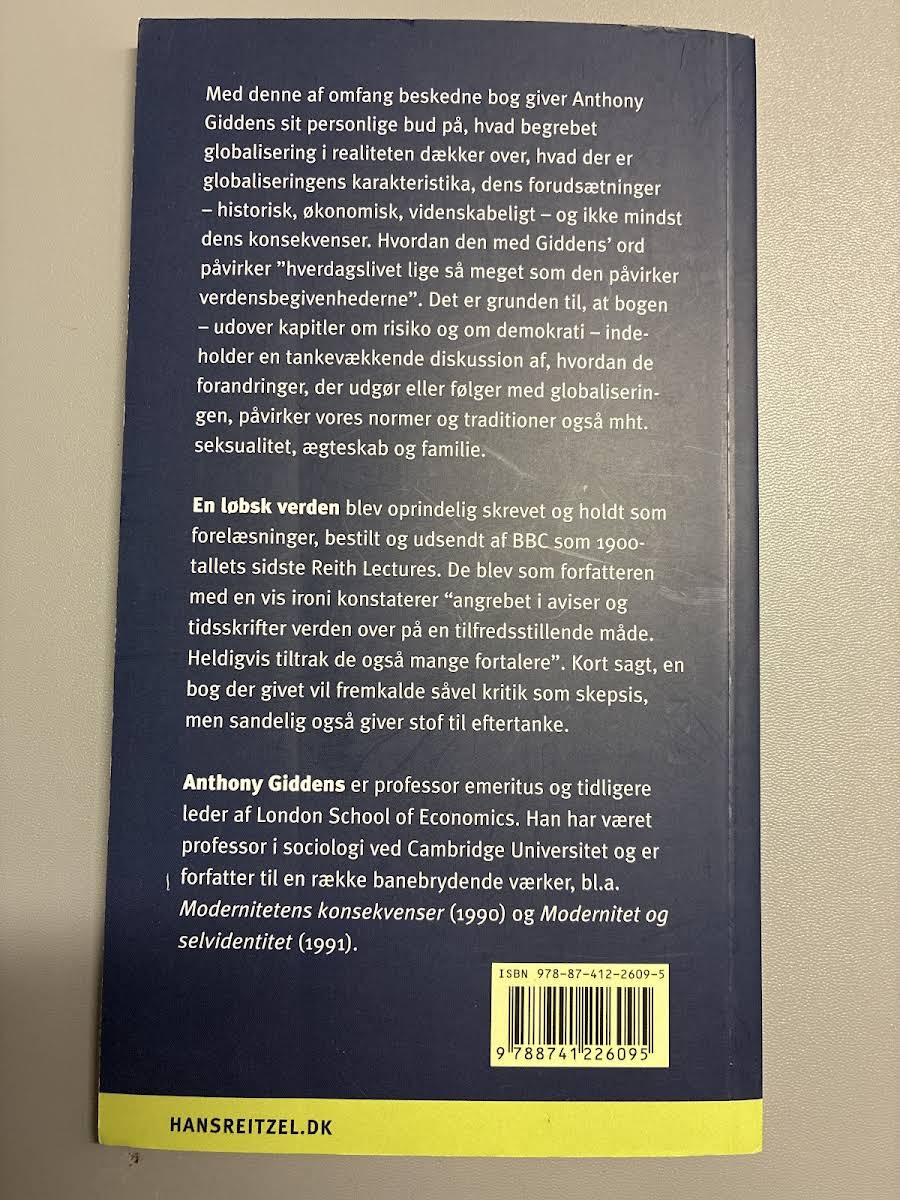 Med denne af omfang beskedne bog giver Anthony
Giddens sit personlige bud på, hvad begrebet
globalisering i realiteten dækker over, hvad der er
globaliseringens karakteristika, dens forudsætninger
– historisk, økonomisk, videnskabeligt – og ikke mindst
dens konsekvenser. Hvordan den med Giddens’ ord
påvirker ”hverdagslivet lige så meget som den påvirker
verdensbegivenhederne”. Det er grunden til, at bogen
– udover kapitler om risiko og om demokrati – inde-
holder en tankevækkende diskussion af, hvordan de
forandringer, der udgør eller følger med globaliserin-
gen, påvirker vores normer og traditioner også mht.
seksualitet, ægteskab og familie.
En løbsk verden blev oprindelig skrevet og holdt som
forelæsninger, bestilt og udsendt af BBC som 1900-
tallets sidste Reith Lectures. De blev som forfatteren
med en vis ironi konstaterer “angrebet i aviser og
tidsskrifter verden over på en tilfredsstillende måde.
Heldigvis tiltrak de også mange fortalere”. Kort sagt, en
bog der givet vil fremkalde såvel kritik som skepsis,
men sandelig også giver stof til eftertanke.
Anthony Giddens er professor emeritus og tidligere
leder af London School of Economics. Han har været
professor i sociologi ved Cambridge Universitet og er
forfatter til en række banebrydende værker, bl.a.
Modernitetens konsekvenser (1990) og Modernitet og
selvidentitet (1991).
ISBN 978-87-412-2609-5
9 788741 226095
HANSREITZEL.DK